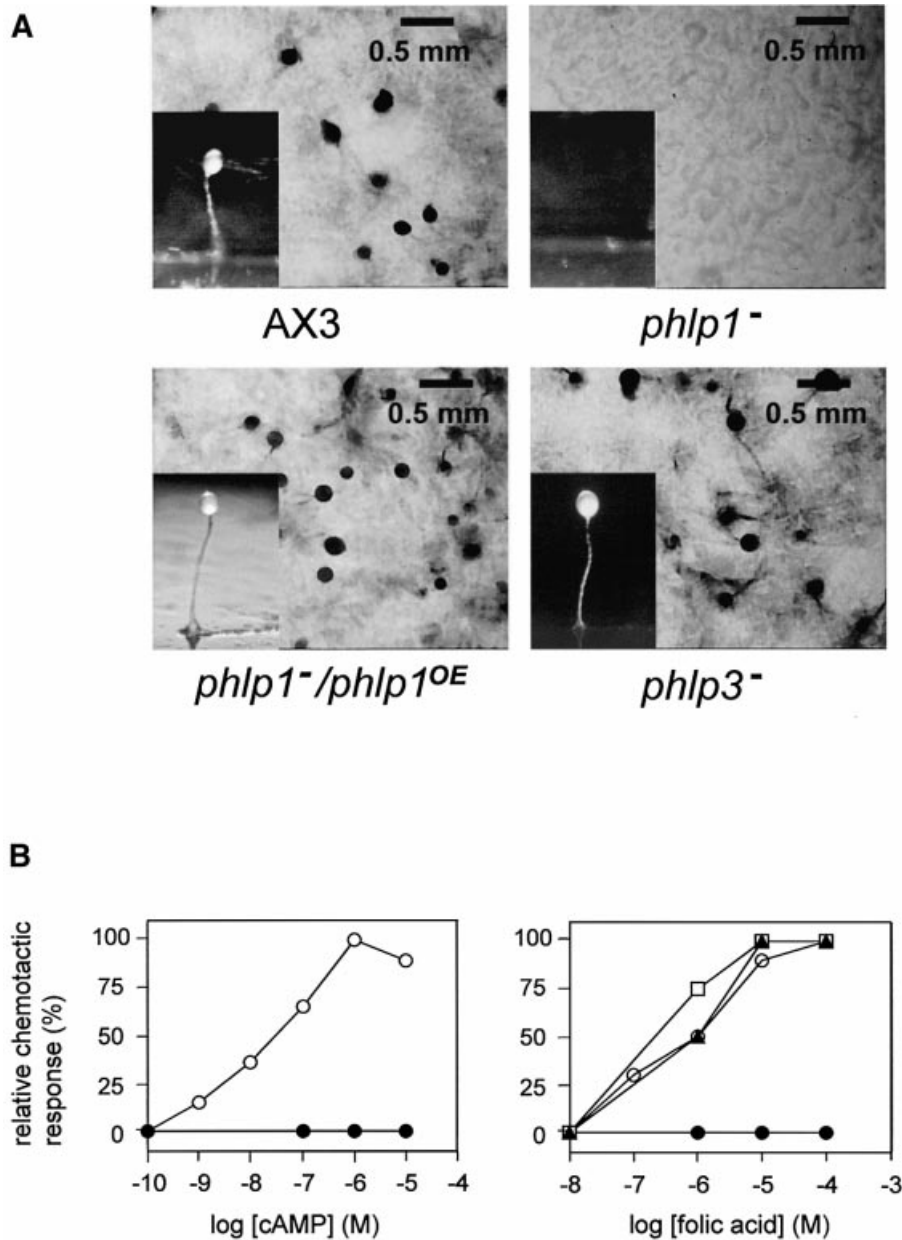 A
0.5 mm
0.5 mm
AX3
phlp1-
0.5 mm
0.5 mm
phlp1-/phlp1OE
phlp3-
B
relative chemotactic
response (%)
100
75
50
25
0
-10 -9 -8 -7 -6 -5 -4
log [cAMP] (M)
100
75
50
25
0
-8 -7 -6 -5 -4 -3
log [folic acid] (M)